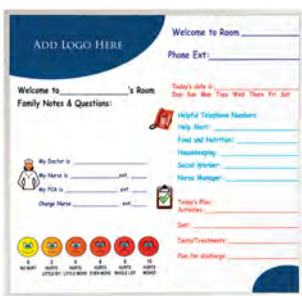 ADD LOGO HERE
Welcome to Room
Phone Ext:
Welcome to 's Room
Family Notes & Questions:
Today's date is:
Day: Sun Mon Tues Wed Thurs Fri Sat
Helpful Telephone Numbers
Help Alert:
Food and Nutrition:
Housekeeping:
Social Worker:
Nurse Manager:
My Doctor is
My Nurse is ext.
My PCA is ext
Charge Nurse ext.
Today's Plan:
Activities:
Diet:
Tests/Treatments:
Plan for discharge
0 2 4 6 8 10
NO HURT HURTS LITTLE BIT HURTS LITTLE MORE HURTS EVEN MORE HURTS WHOLE LOT HURTS WORST